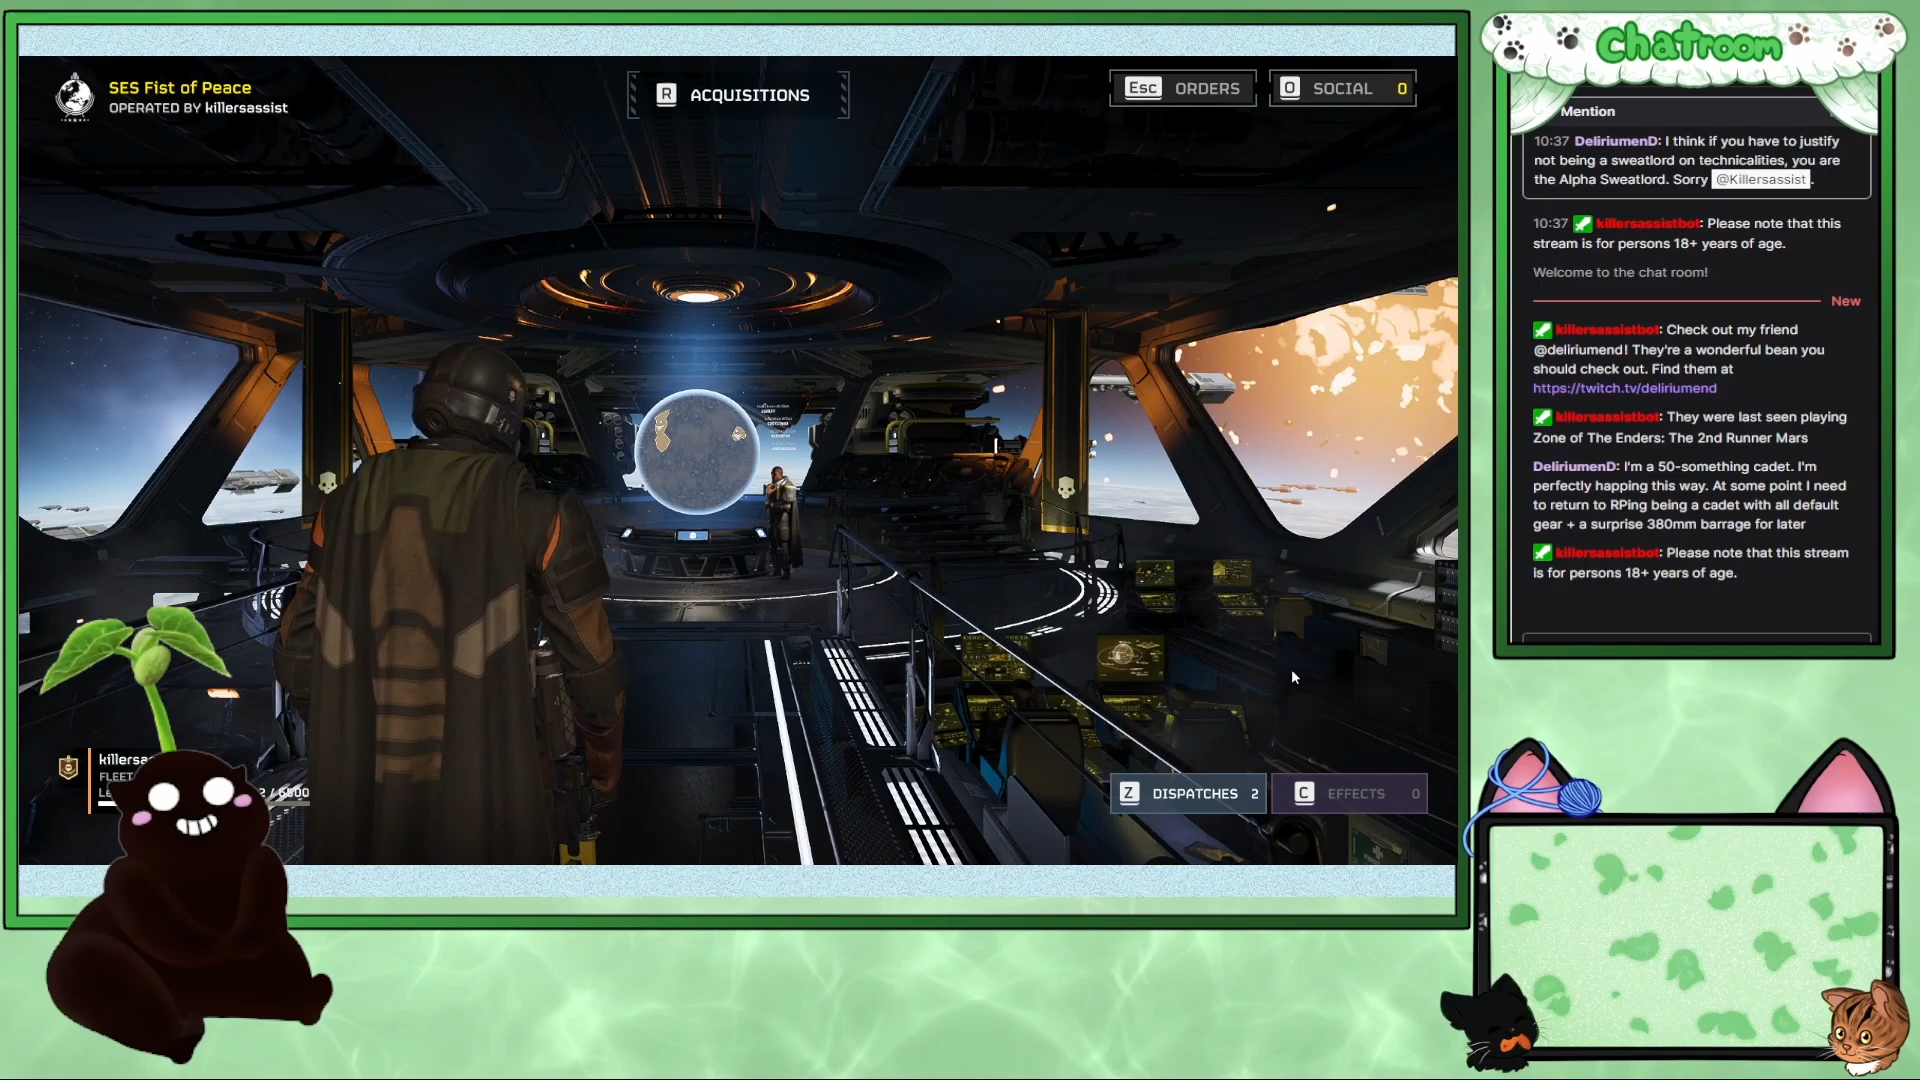 SES Fist of Peace
OPERATED BY killersassist
R ACQUISITIONS
Esc ORDERS
O SOCIAL 0
killersa
FLEET
2 / 6500
Z DISPATCHES 2
C EFFECTS 0
Chatroom
Mention
10:37 DeliriumenD: I think if you have to justify
not being a sweatlord on technicalities, you are
the Alpha Sweatlord. Sorry @Killersassist.
10:37 killersassistbot: Please note that this
stream is for persons 18+ years of age.
Welcome to the chat room!
New
killersassistbot: Check out my friend
@deliriumend! They're a wonderful bean you
should check out. Find them at
https://twitch.tv/deliriumend
killersassistbot: They were last seen playing
Zone of The Enders: The 2nd Runner Mars
DeliriumenD: I'm a 50-something cadet. I'm
perfectly happing this way. At some point I need
to return to RPing being a cadet with all default
gear + a surprise 380mm barrage for later
killersassistbot: Please note that this stream
is for persons 18+ years of age.